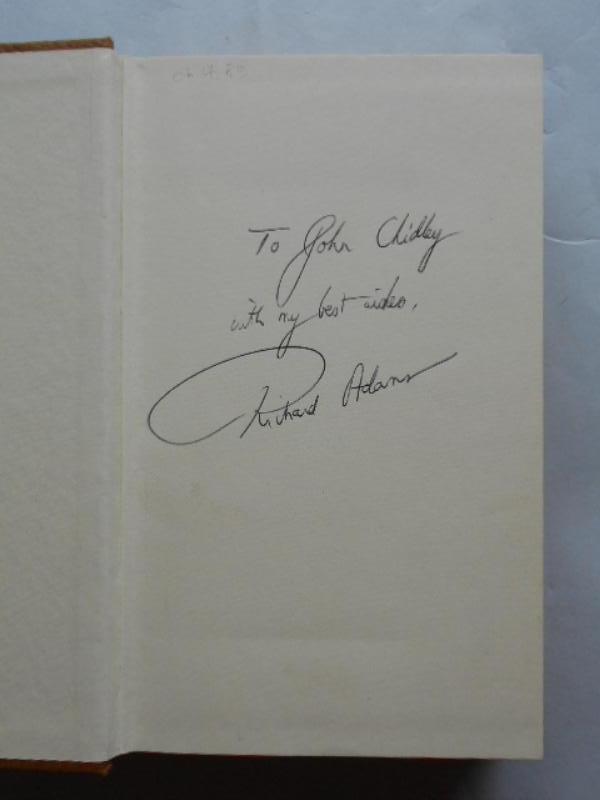 To John Chidley
with my best wishes,
Richard Adams